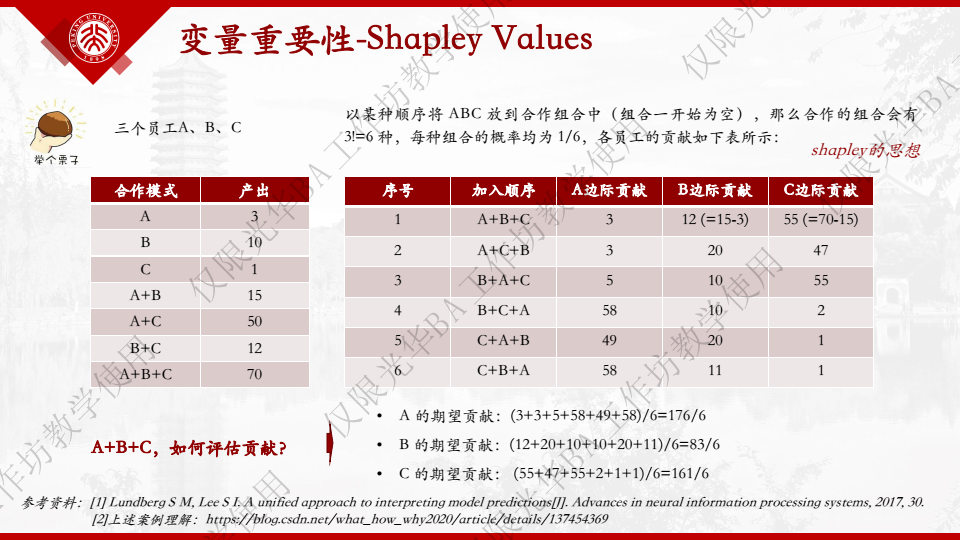 PEKING UNIVERSITY
1898
变量重要性-Shapley Values
举个栗子
三个员工A、B、C
以某种顺序将 ABC 放到合作组合中（组合一开始为空），那么合作的组合会有
3!=6 种，每种组合的概率均为 1/6，各员工的贡献如下表所示：
shapley的思想
合作模式 产出
A 3
B 10
C 1
A+B 15
A+C 50
B+C 12
A+B+C 70
序号 加入顺序 A边际贡献 B边际贡献 C边际贡献
1 A+B+C 3 12 (=15-3) 55 (=70-15)
2 A+C+B 3 20 47
3 B+A+C 5 10 55
4 B+C+A 58 10 2
5 C+A+B 49 20 1
6 C+B+A 58 11 1
A+B+C，如何评估贡献？
• A 的期望贡献：(3+3+5+58+49+58)/6=176/6
• B 的期望贡献：(12+20+10+10+20+11)/6=83/6
• C 的期望贡献： (55+47+55+2+1+1)/6=161/6
参考资料：[1] Lundberg S M, Lee S I. A unified approach to interpreting model predictions[J]. Advances in neural information processing systems, 2017, 30.
[2]上述案例理解：https://blog.csdn.net/what_how_why2020/article/details/137454369
仅限光华BA工作坊教学使用